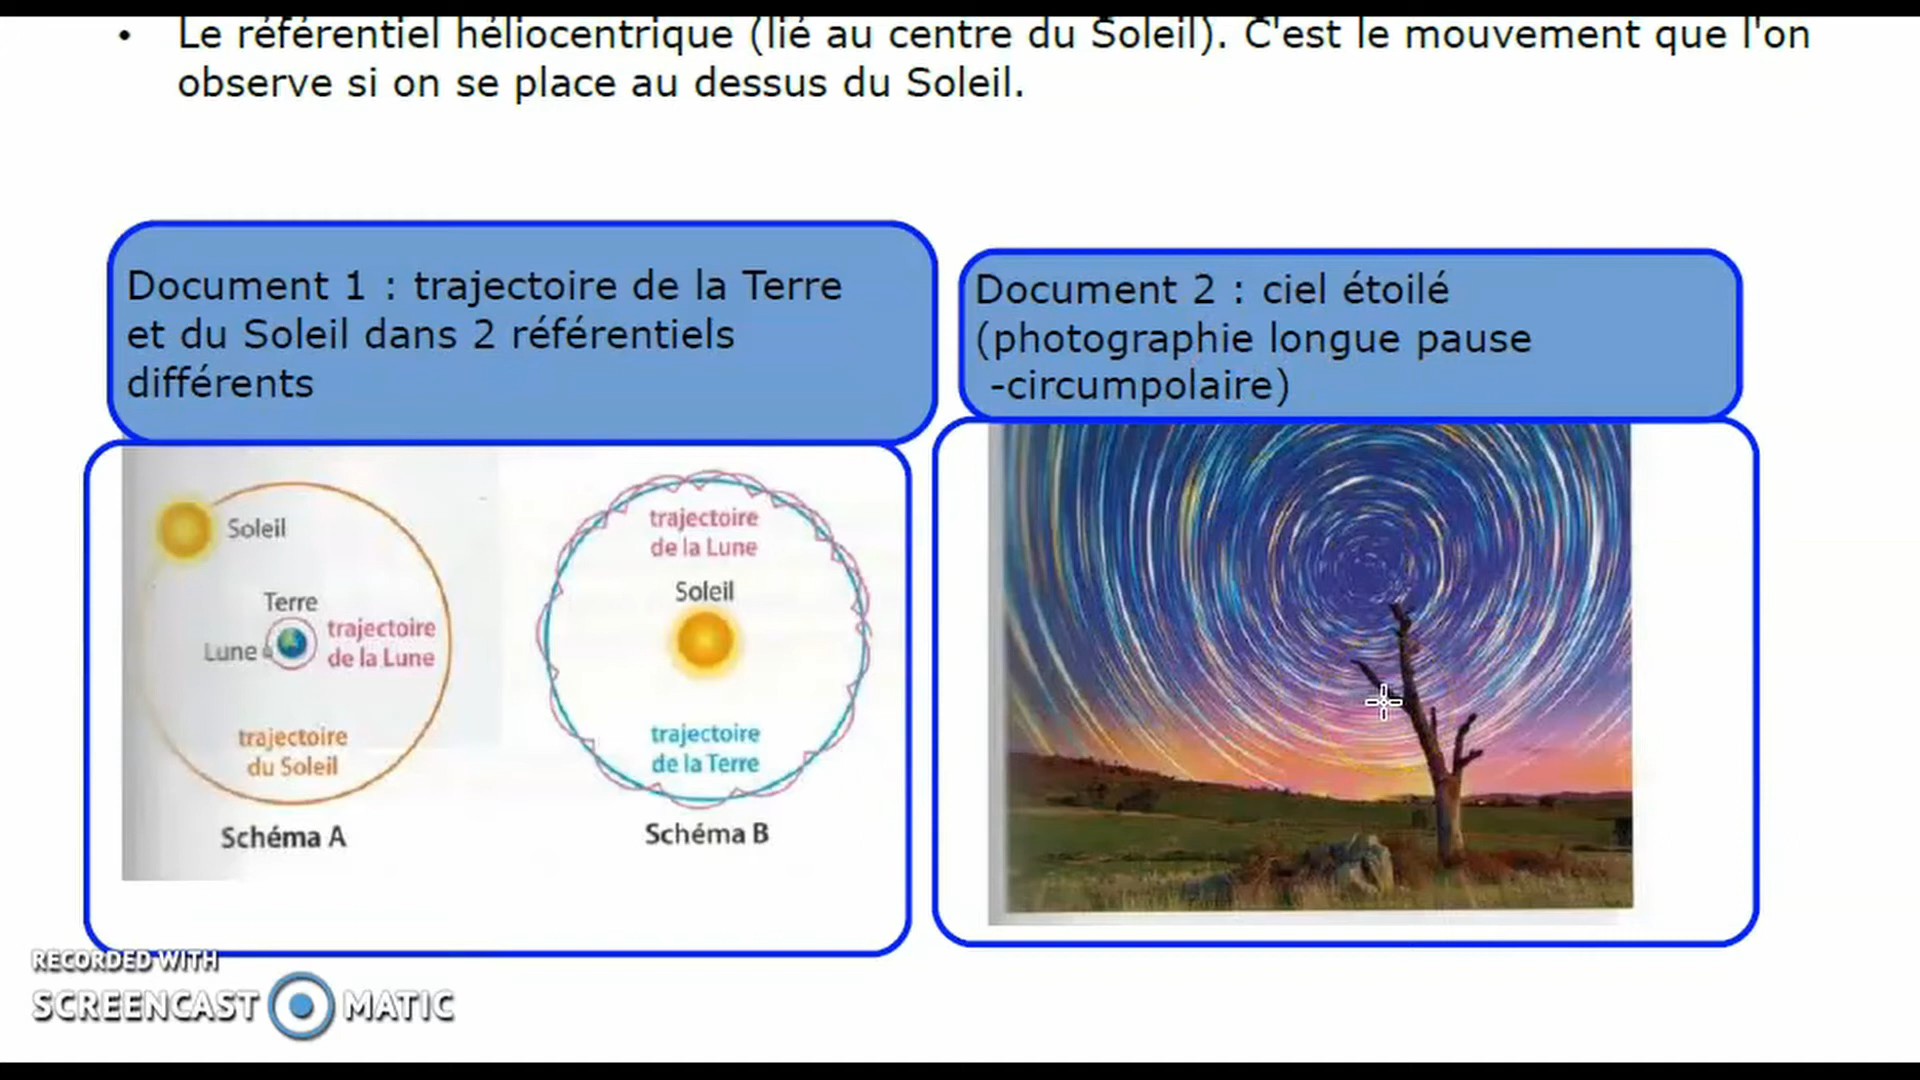 • Le référentiel héliocentrique (lié au centre du Soleil). C'est le mouvement que l'on
observe si on se place au dessus du Soleil.
Document 1 : trajectoire de la Terre
et du Soleil dans 2 référentiels
différents
Document 2 : ciel étoilé
(photographie longue pause
-circumpolaire)
Soleil
Terre
Lune
trajectoire
de la Lune
trajectoire
du Soleil
Schéma A
trajectoire
de la Lune
Soleil
trajectoire
de la Terre
Schéma B
RECORDED WITH
SCREENCAST MATIC